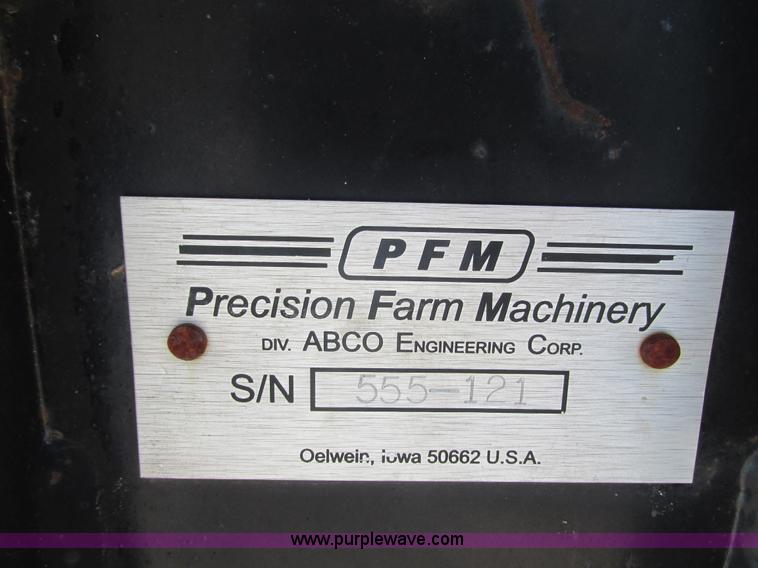 PFM
Precision Farm Machinery
DIV. ABCO ENGINEERING CORP.
S/N 555-121
Oelwein, Iowa 50662 U.S.A.
www.purplewave.com